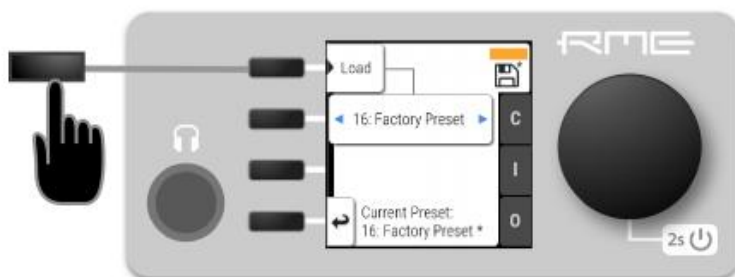 RME
Load
16: Factory Preset
C
I
O
Current Preset:
16: Factory Preset *
2s